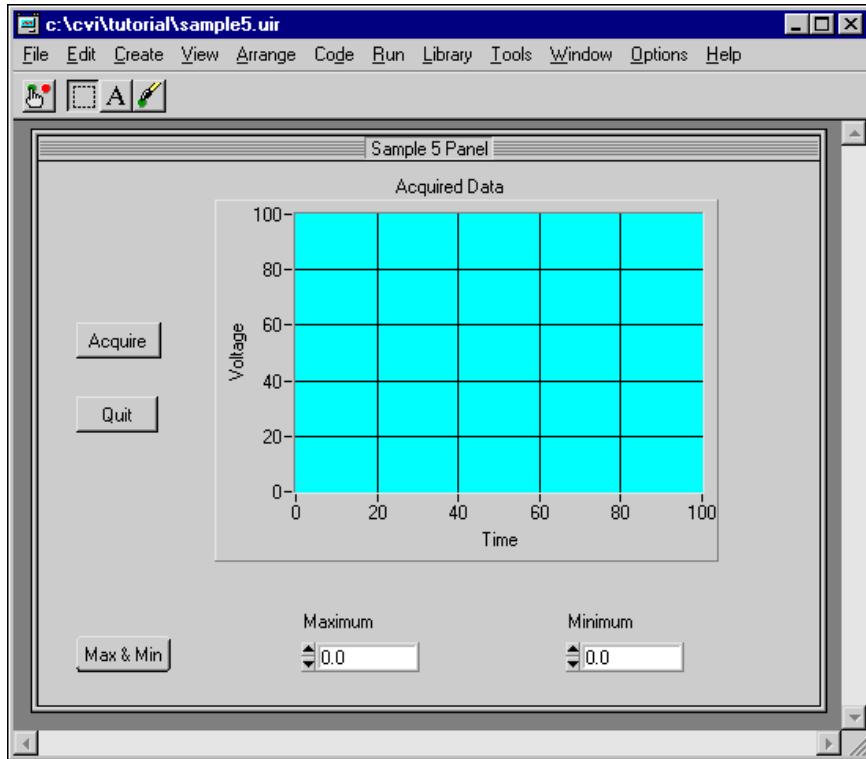 c:\cvi\tutorial\sample5.uir
File Edit Create View Arrange Code Run Library Tools Window Options Help
A
Sample 5 Panel
Acquired Data
100
80
60
40
20
0
Voltage
0 20 40 60 80 100
Time
Acquire
Quit
Maximum Minimum
Max & Min 0.0 0.0